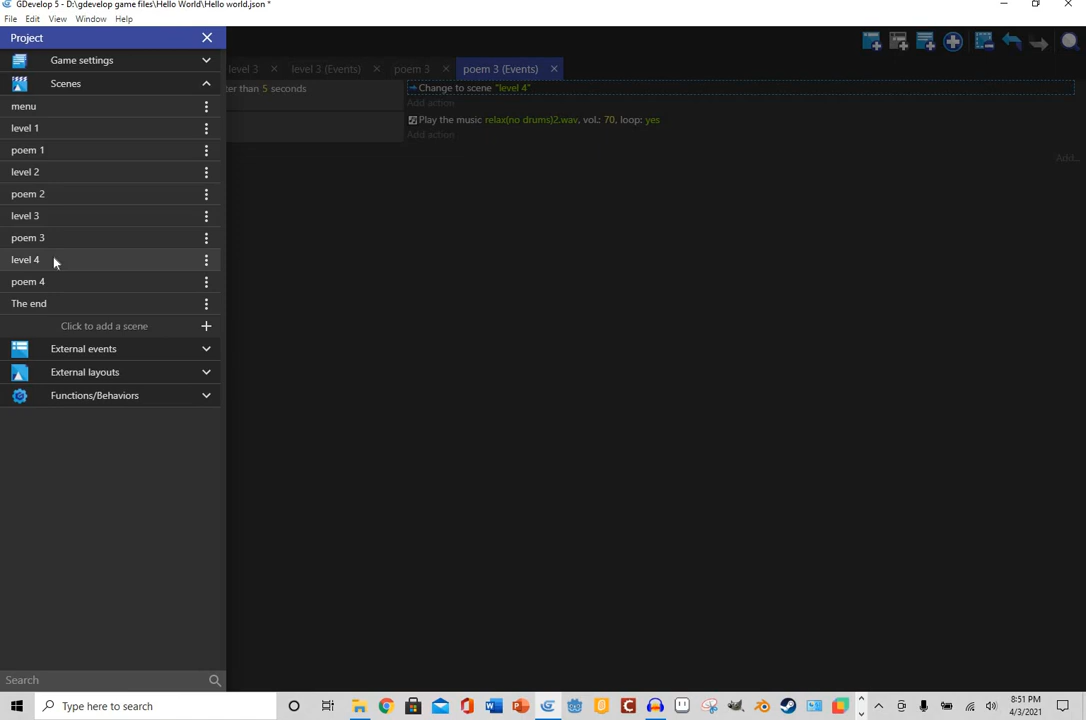 GDevelop 5 - D:\gdevelop game files\Hello World\Hello world.json *
File Edit View Window Help
Project
Game settings
Scenes
menu
level 1
poem 1
level 2
poem 2
level 3
poem 3
level 4
poem 4
The end
Click to add a scene
External events
External layouts
Functions/Behaviors
Search
level 3 level 3 (Events) poem 3 poem 3 (Events)
ter than 5 seconds
Change to scene "level 4"
Add action
Play the music relax(no drums)2.wav, vol.: 70, loop: yes
Add action
Add...
Type here to search
8:51 PM
4/3/2021